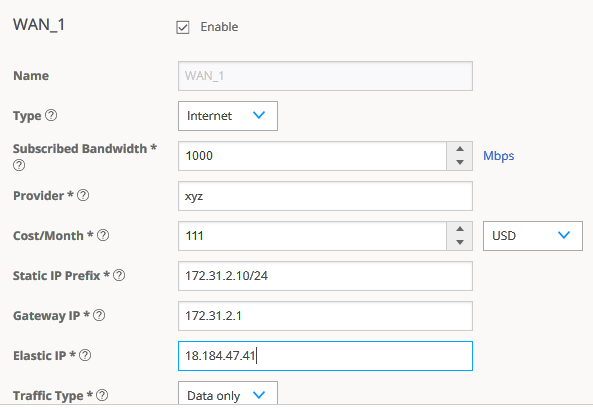 WAN_1 Enable
Name WAN_1
Type ? Internet
Subscribed Bandwidth * ? 1000 Mbps
Provider * ? xyz
Cost/Month * ? 111 USD
Static IP Prefix * ? 172.31.2.10/24
Gateway IP * ? 172.31.2.1
Elastic IP * ? 18.184.47.41
Traffic Type * ? Data only